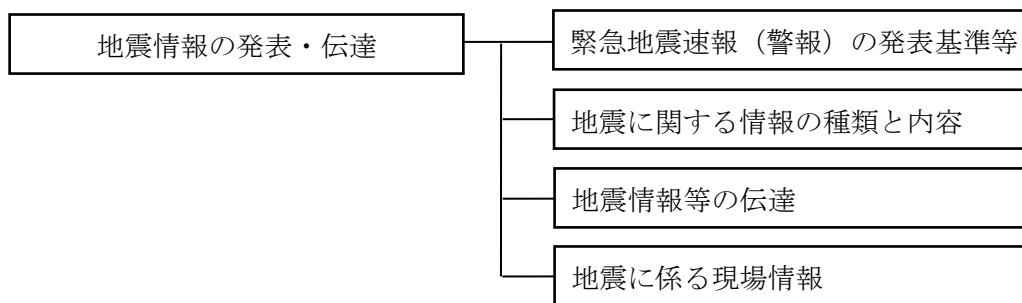 地震情報の発表・伝達
緊急地震速報（警報）の発表基準等
地震に関する情報の種類と内容
地震情報等の伝達
地震に係る現場情報